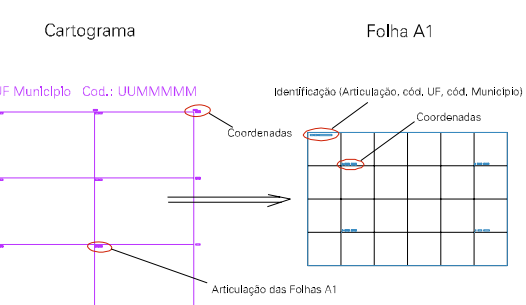 Cartograma
Folha A1
UF Município Cod.: UUMMMMM
Identificação (Articulação, cód. UF, cód. Município)
Coordenadas
Coordenadas
Articulação das Folhas A1